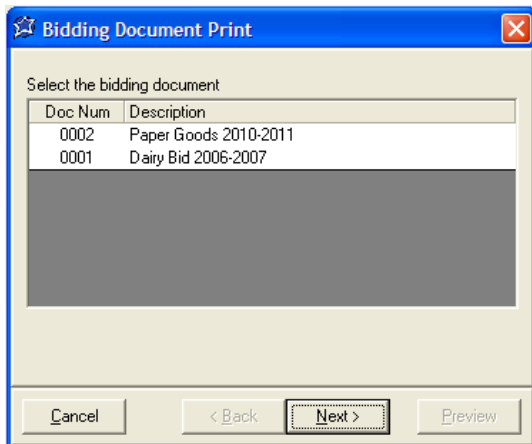 Bidding Document Print
Select the bidding document
Doc Num Description
0002 Paper Goods 2010-2011
0001 Dairy Bid 2006-2007
Cancel < Back Next > Preview